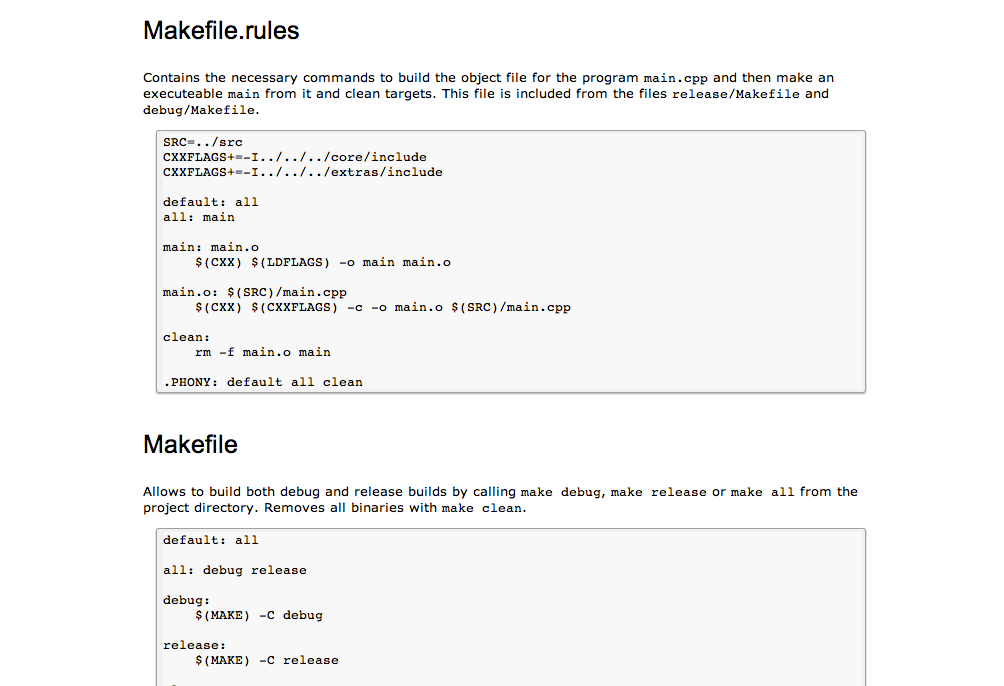 Makefile.rules
Contains the necessary commands to build the object file for the program main.cpp and then make an
executeable main from it and clean targets. This file is included from the files release/Makefile and
debug/Makefile.
SRC=../src
CXXFLAGS+=-I../../../core/include
CXXFLAGS+=-I../../../extras/include
default: all
all: main
main: main.o
$(CXX) $(LDFLAGS) -o main main.o
main.o: $(SRC)/main.cpp
$(CXX) $(CXXFLAGS) -c -o main.o $(SRC)/main.cpp
clean:
rm -f main.o main
.PHONY: default all clean
Makefile
Allows to build both debug and release builds by calling make debug, make release or make all from the
project directory. Removes all binaries with make clean.
default: all
all: debug release
debug:
$(MAKE) -C debug
release:
$(MAKE) -C release